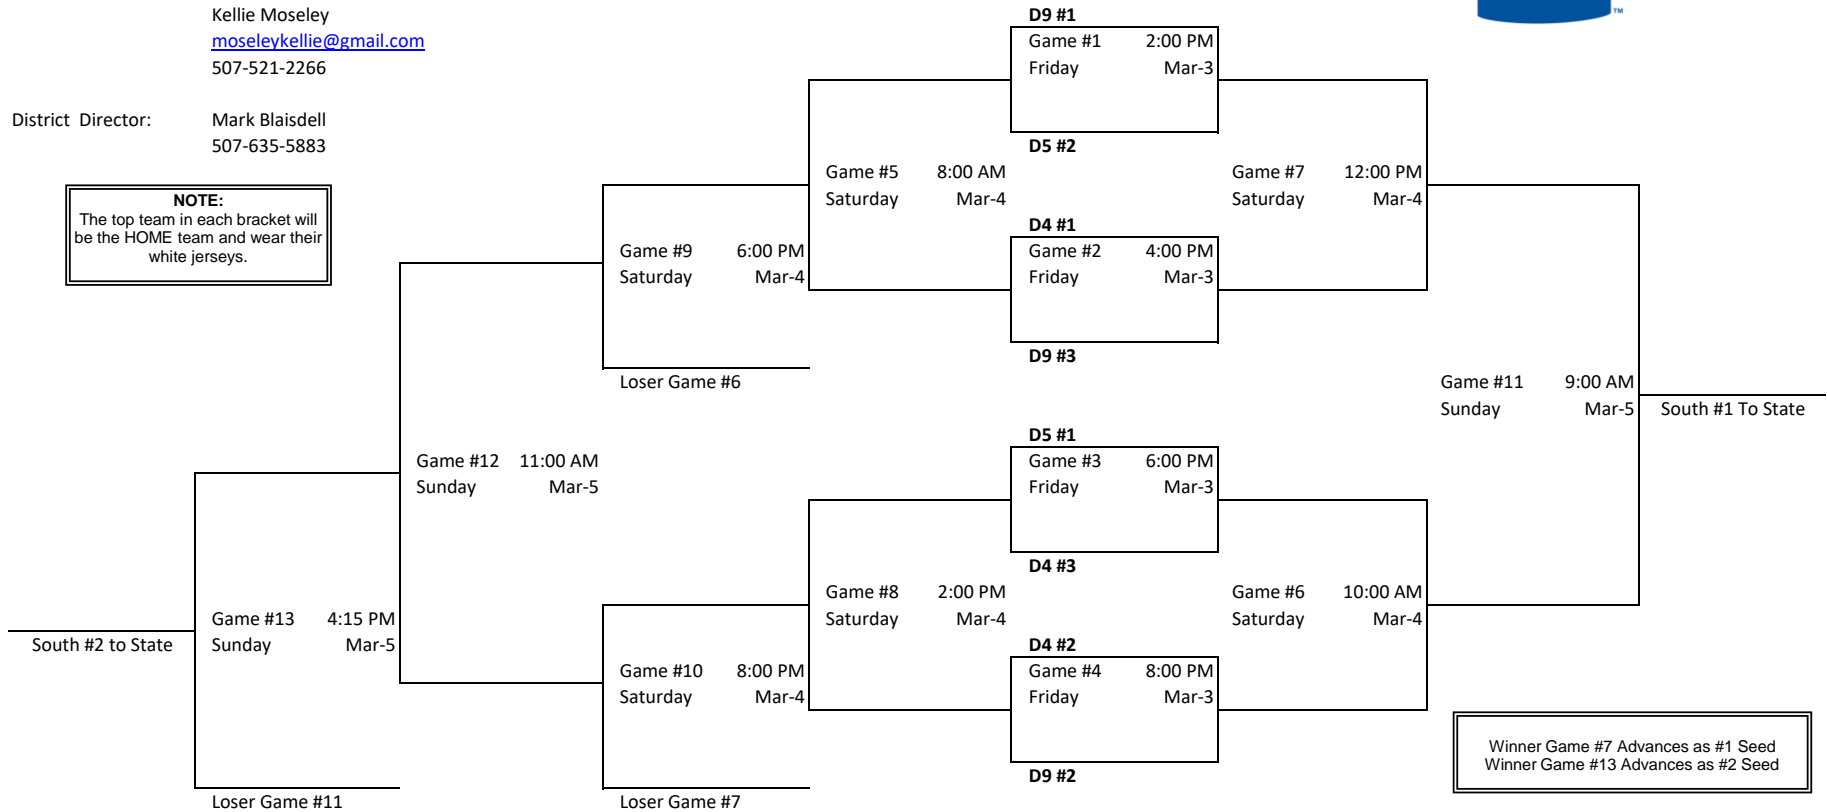 Kellie Moseley
moseleykellie@gmail.com
507-521-2266
District Director: Mark Blaisdell
507-635-5883
NOTE:
The top team in each bracket will
be the HOME team and wear their
white jerseys.
™
D9 #1
Game #1 2:00 PM
Friday Mar-3
D5 #2
Game #5 8:00 AM
Saturday Mar-4
Game #7 12:00 PM
Saturday Mar-4
D4 #1
Game #2 4:00 PM
Friday Mar-3
D9 #3
Game #9 6:00 PM
Saturday Mar-4
Loser Game #6
Game #11 9:00 AM
Sunday Mar-5
South #1 To State
D5 #1
Game #3 6:00 PM
Friday Mar-3
D4 #3
Game #12 11:00 AM
Sunday Mar-5
Game #8 2:00 PM
Saturday Mar-4
Game #6 10:00 AM
Saturday Mar-4
Game #13 4:15 PM
Sunday Mar-5
South #2 to State
D4 #2
Game #4 8:00 PM
Friday Mar-3
D9 #2
Game #10 8:00 PM
Saturday Mar-4
Loser Game #11
Loser Game #7
Winner Game #7 Advances as #1 Seed
Winner Game #13 Advances as #2 Seed